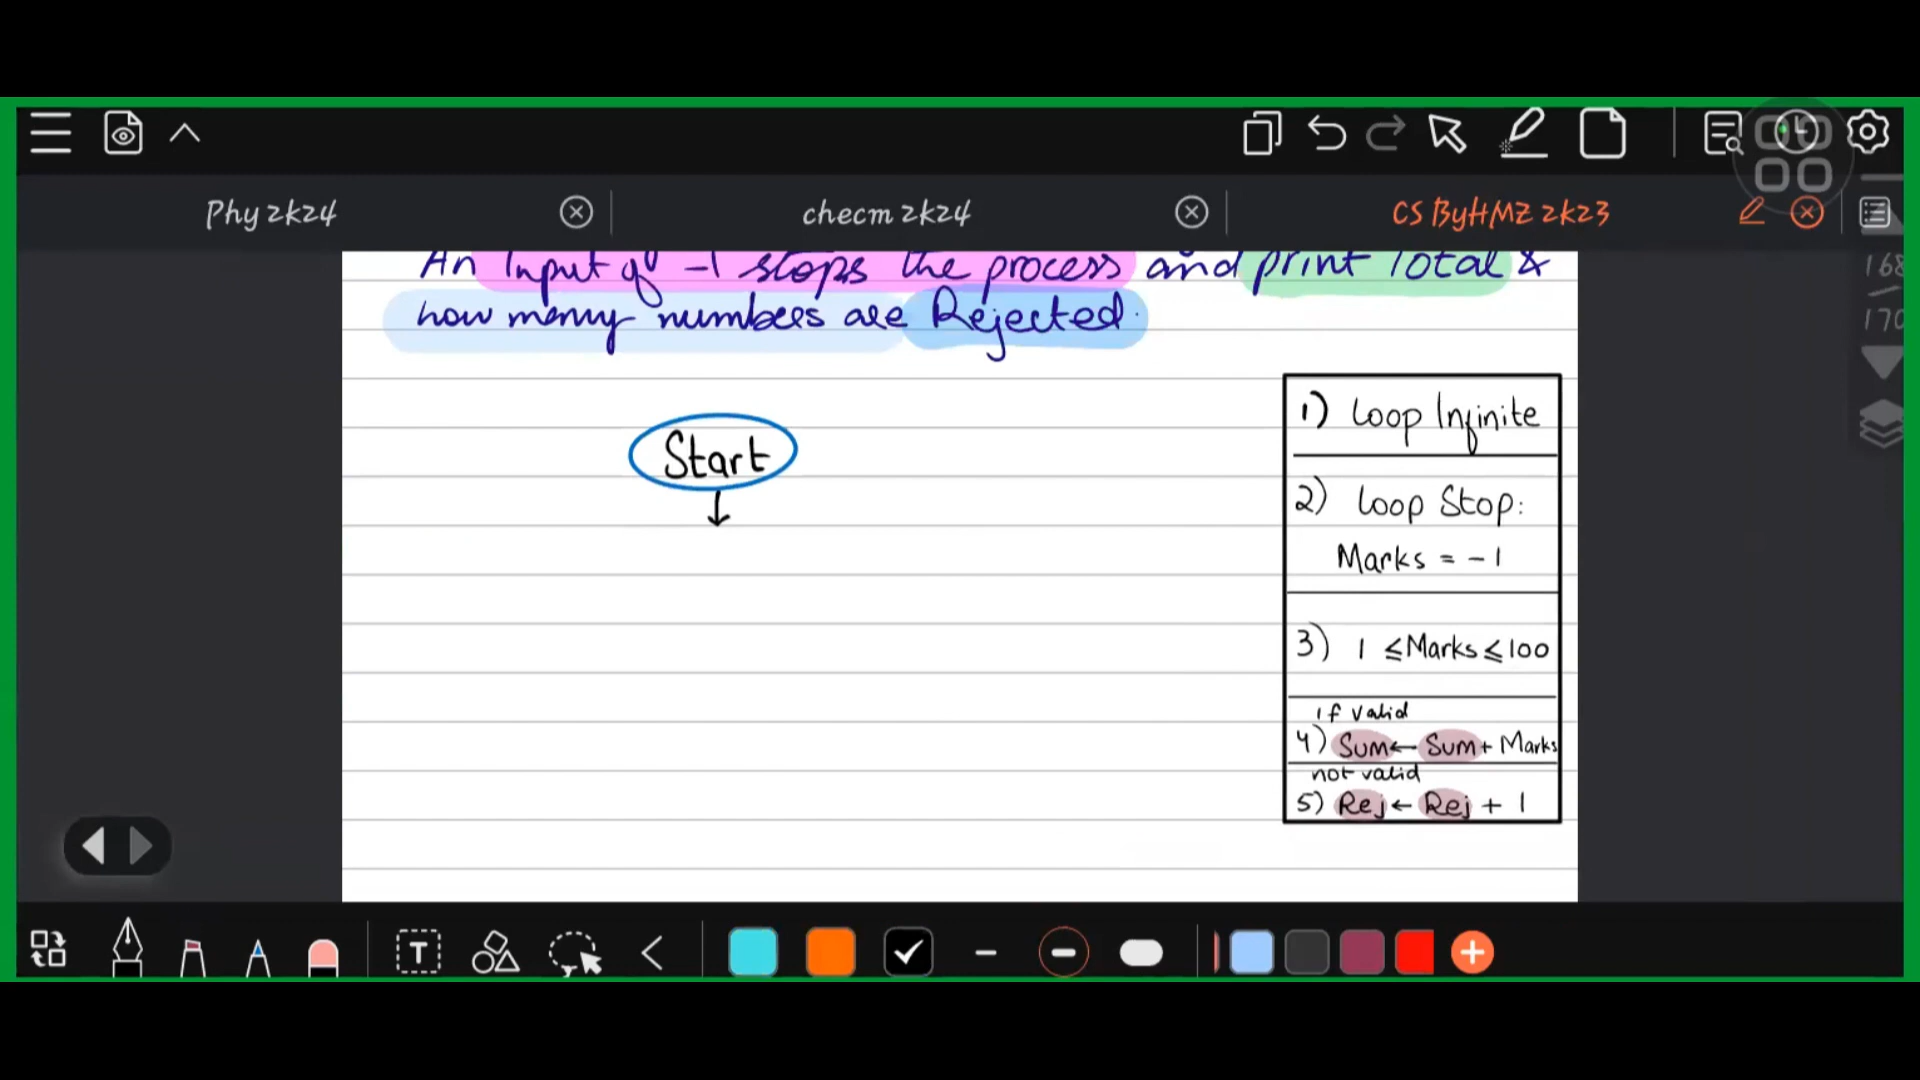 Phy 2k24
checm 2k24
CS ByHMZ 2k23
An Input of -1 stops the process and print Total &
how many numbers are Rejected.
168
170
Start
1) Loop Infinite
2) Loop Stop:
Marks = -1
3) 1 ≤ Marks ≤ 100
if valid
4) Sum ← Sum + Marks
not valid
5) Rej ← Rej + 1
T